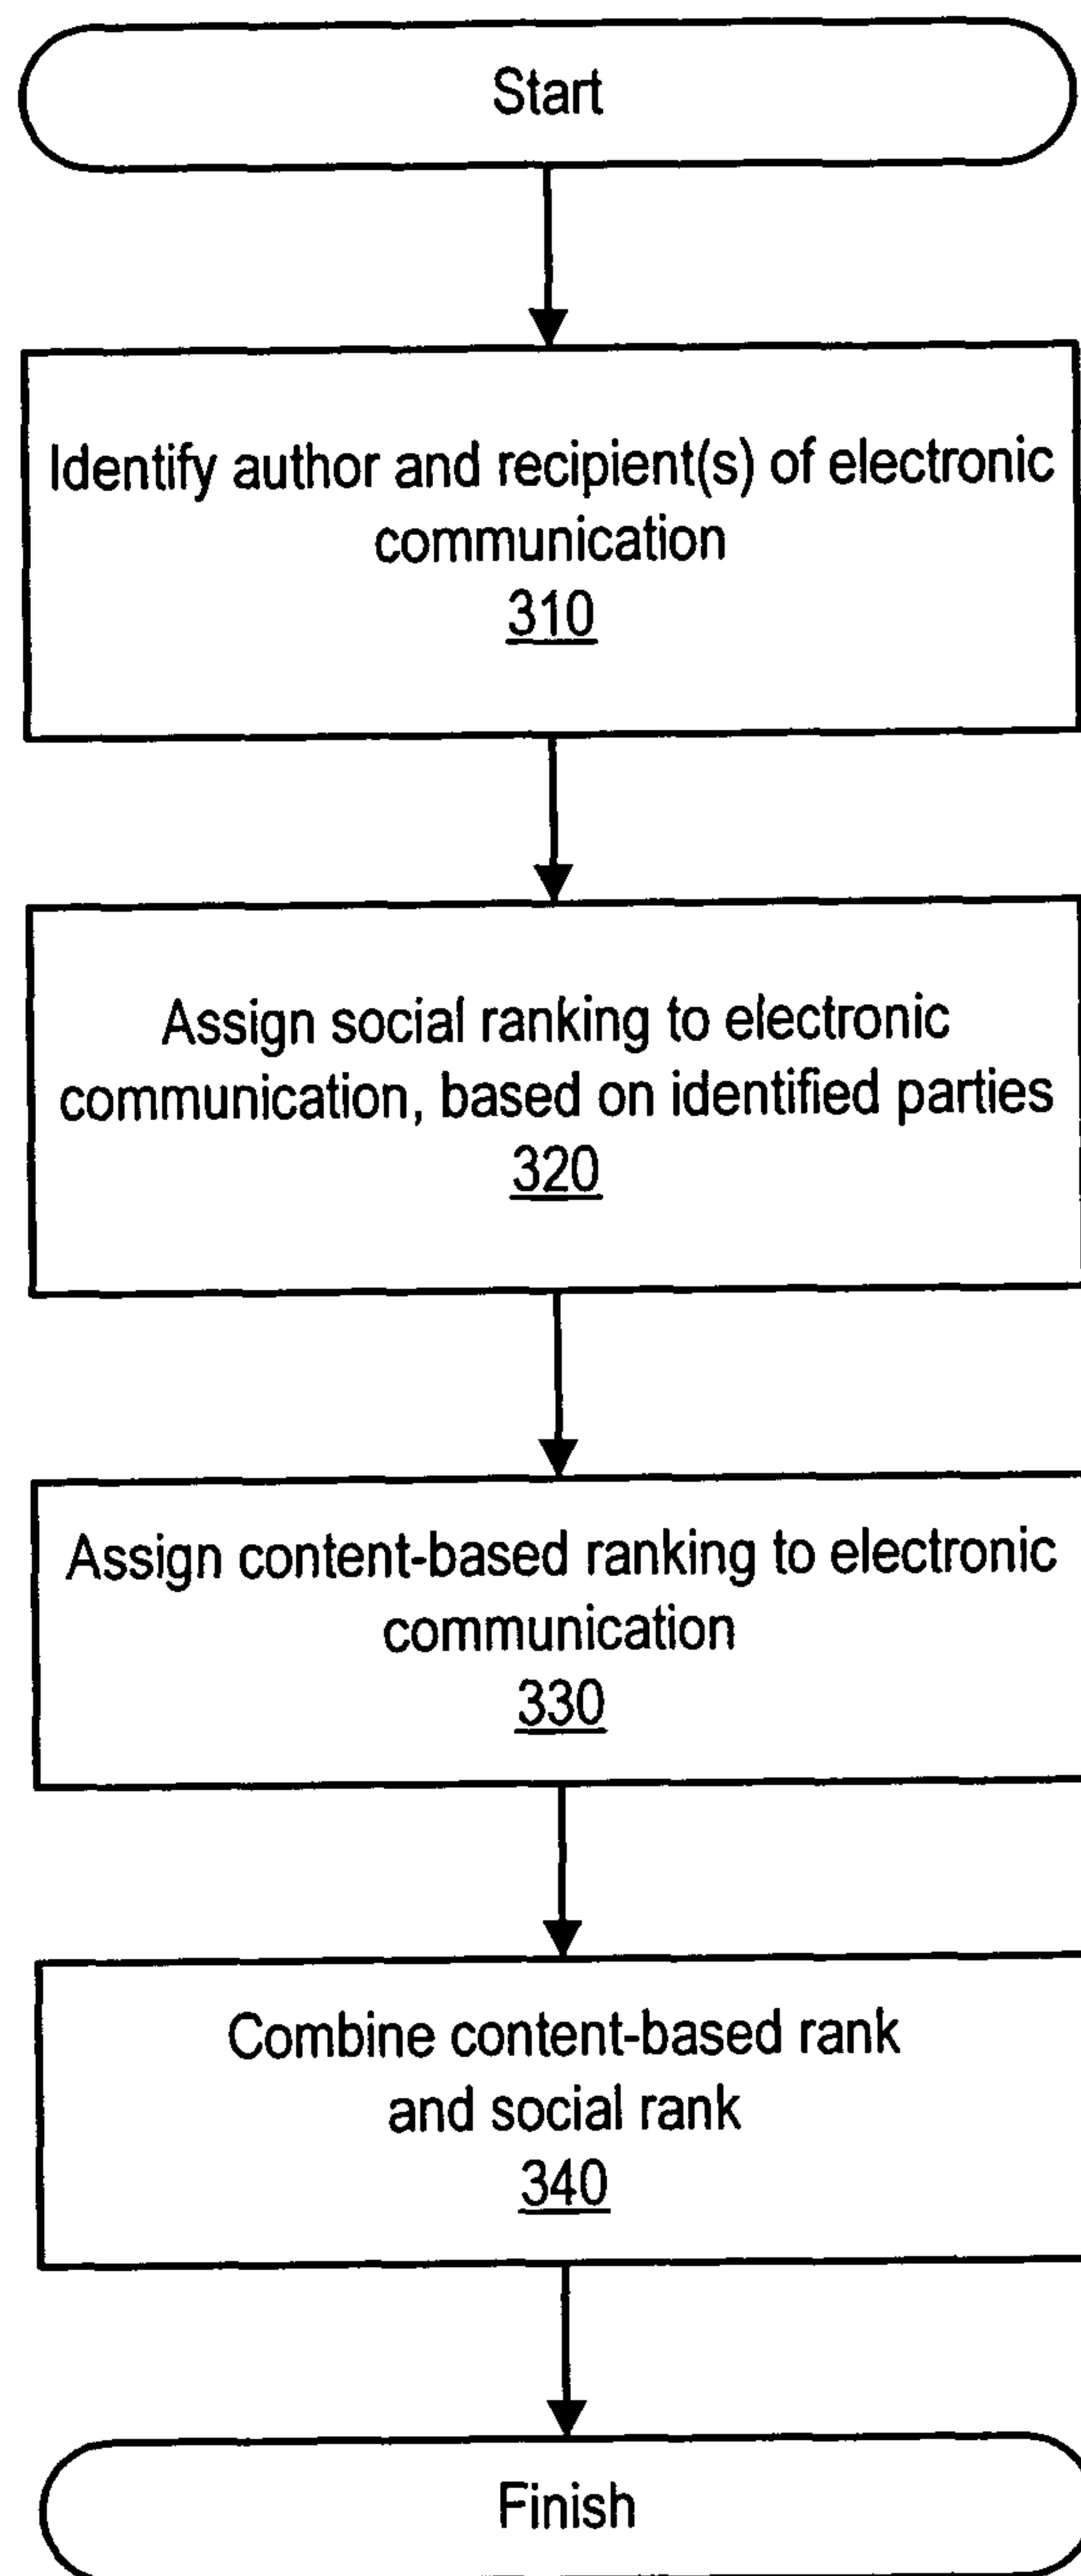 Start
Identify author and recipient(s) of electronic
communication
310
Assign social ranking to electronic
communication, based on identified parties
320
Assign content-based ranking to electronic
communication
330
Combine content-based rank
and social rank
340
Finish